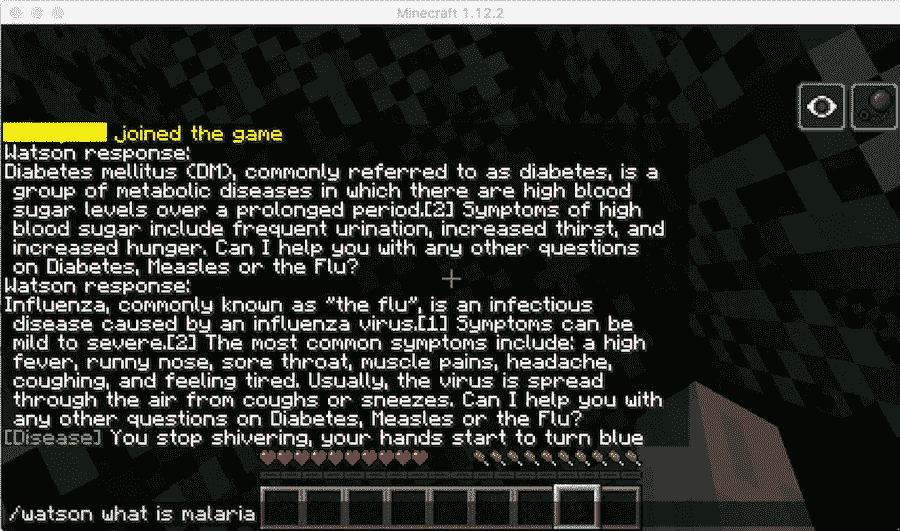 Minecraft 1.12.2
joined the game
Watson response:
Diabetes mellitus (DM), commonly referred to as diabetes, is a
group of metabolic diseases in which there are high blood
sugar levels over a prolonged period.[2] Symptoms of high
blood sugar include frequent urination, increased thirst, and
increased hunger. Can I help you with any other questions
on Diabetes, Measles or the Flu?
Watson response:
Influenza, commonly known as "the flu", is an infectious
disease caused by an influenza virus.[1] Symptoms can be
mild to severe.[2] The most common symptoms include: a high
fever, runny nose, sore throat, muscle pains, headache,
coughing, and feeling tired. Usually, the virus is spread
through the air from coughs or sneezes. Can I help you with
any other questions on Diabetes, Measles or the Flu?
[Disease] You stop shivering, your hands start to turn blue
/watson what is malaria